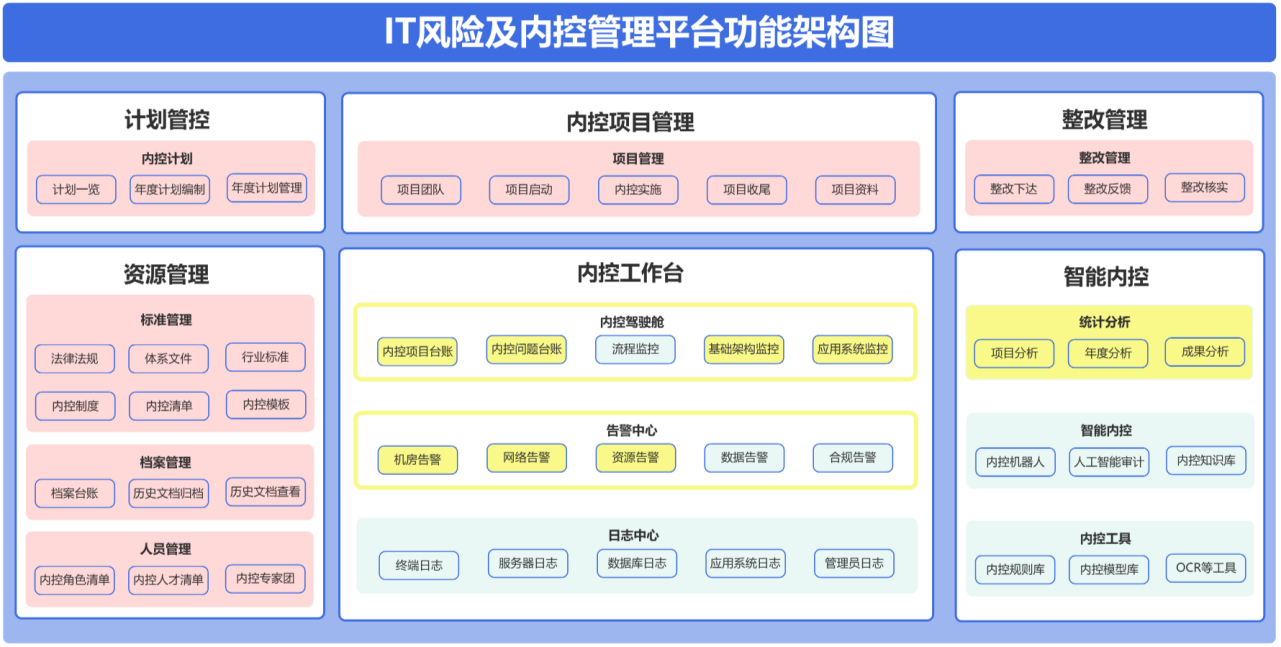 IT风险及内控管理平台功能架构图
计划管控
内控计划
计划一览 年度计划编制 年度计划管理
内控项目管理
项目管理
项目团队 项目启动 内控实施 项目收尾 项目资料
整改管理
整改管理
整改下达 整改反馈 整改核实
资源管理
标准管理
法律法规 体系文件 行业标准
内控制度 内控清单 内控模板
档案管理
档案台账 历史文档归档 历史文档查看
人员管理
内控角色清单 内控人才清单 内控专家团
内控工作台
内控驾驶舱
内控项目台账 内控问题台账 流程监控 基础架构监控 应用系统监控
告警中心
机房告警 网络告警 资源告警 数据告警 合规告警
日志中心
终端日志 服务器日志 数据库日志 应用系统日志 管理员日志
智能内控
统计分析
项目分析 年度分析 成果分析
智能内控
内控机器人 人工智能审计 内控知识库
内控工具
内控规则库 内控模型库 OCR等工具